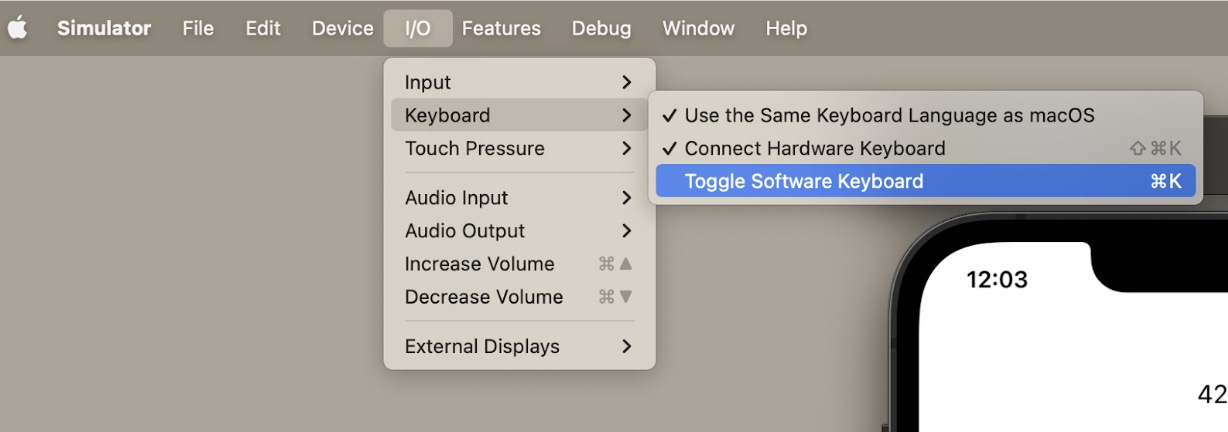 Simulator File Edit Device I/O Features Debug Window Help
Input
Keyboard
Touch Pressure
Audio Input
Audio Output
Increase Volume ⌘▲
Decrease Volume ⌘▼
External Displays
✓ Use the Same Keyboard Language as macOS
✓ Connect Hardware Keyboard ⇧⌘K
Toggle Software Keyboard ⌘K
12:03
42